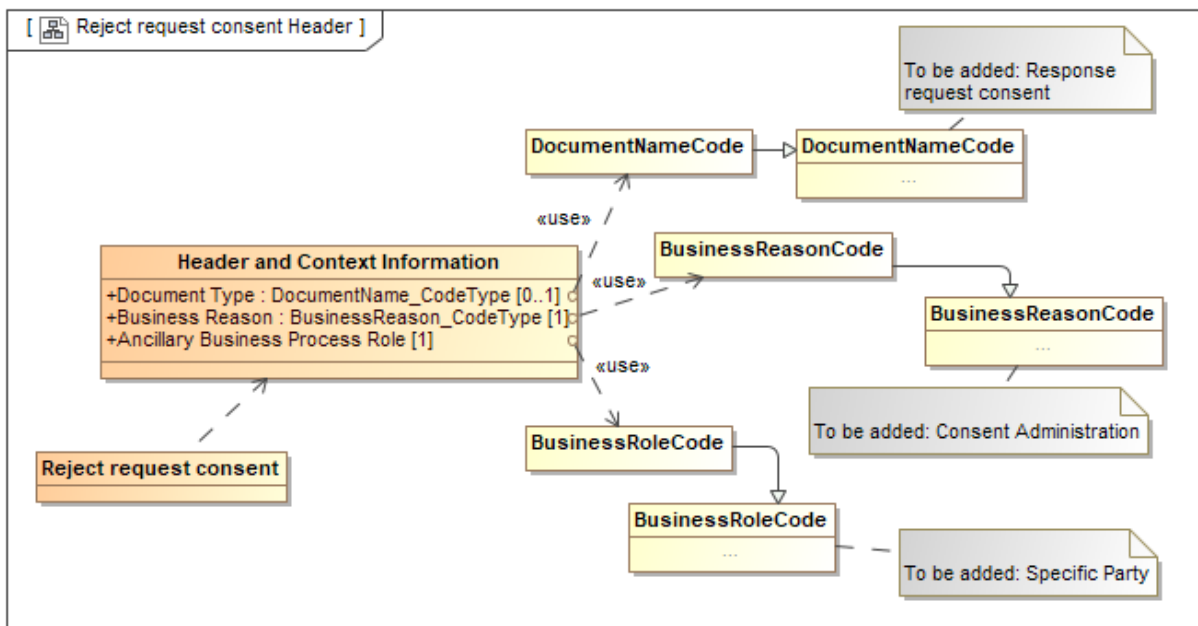 [ Reject request consent Header ]
To be added: Response
request consent
DocumentNameCode
DocumentNameCode
...
«use»
Header and Context Information
+Document Type : DocumentName_CodeType [0..1]
+Business Reason : BusinessReason_CodeType [1]
+Ancillary Business Process Role [1]
«use»
BusinessReasonCode
BusinessReasonCode
...
«use»
To be added: Consent Administration
BusinessRoleCode
Reject request consent
BusinessRoleCode
...
To be added: Specific Party